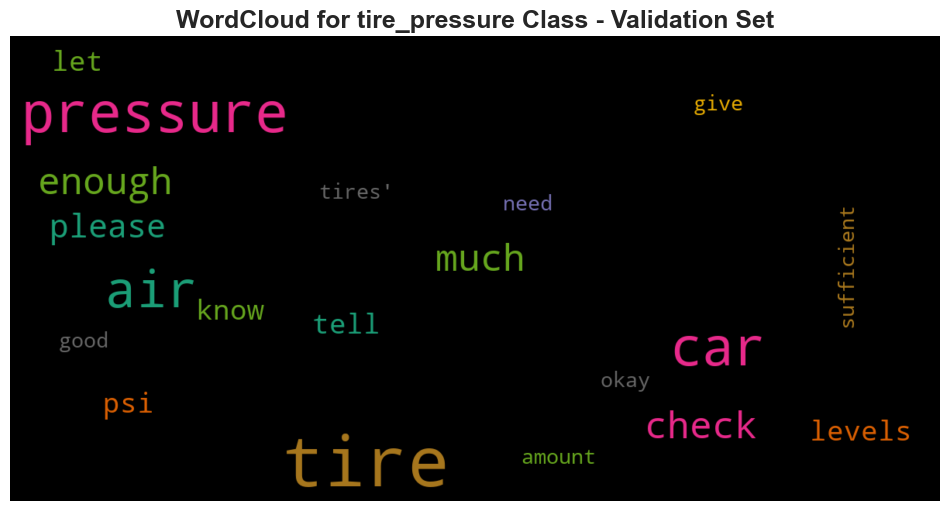 WordCloud for tire_pressure Class - Validation Set
let
pressure
give
enough
tires'
need
please
much
sufficient
air
know
tell
good
car
okay
psi
check
levels
tire
amount